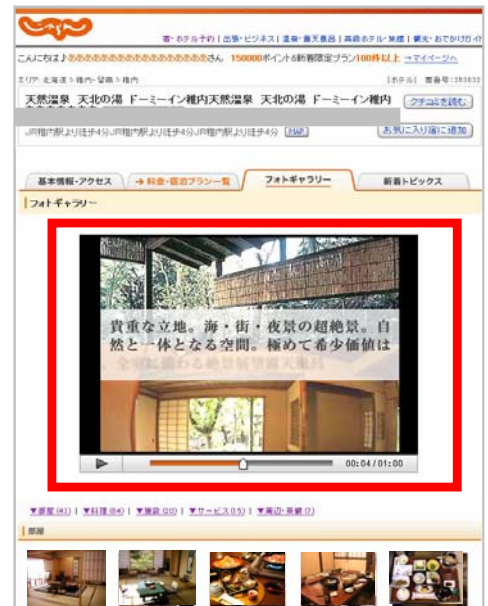 じゃらん
宿・ホテル予約 | 出張・ビジネス | 温泉・露天風呂 | 高級ホテル・旅館 | 観光・おでかけガイド
こんにちは♪ああああああああああああああああああああさん 150000ポイント&新着限定プラン100件以上 →マイページへ
エリア:北海道 > 稚内・留萌 > 稚内
[ホテル]
天然温泉 天北の湯 ドーミーイン稚内天然温泉 天北の湯 ドーミーイン稚内
クチコミを読む
JR稚内駅より徒歩4分JR稚内駅より徒歩4分JR稚内駅より徒歩4分 MAP
お気に入り宿に追加
基本情報・アクセス
→料金・宿泊プラン一覧
フォトギャラリー
新着トピックス
フォトギャラリー
貴重な立地。海・街・夜景の超絶景。自
然と一体となる空間。極めて希少価値は
00:04/01:00
▼部屋(41) | ▼料理(84) | ▼施設(20) | ▼サービス(15) | ▼周辺・景観(7)
部屋